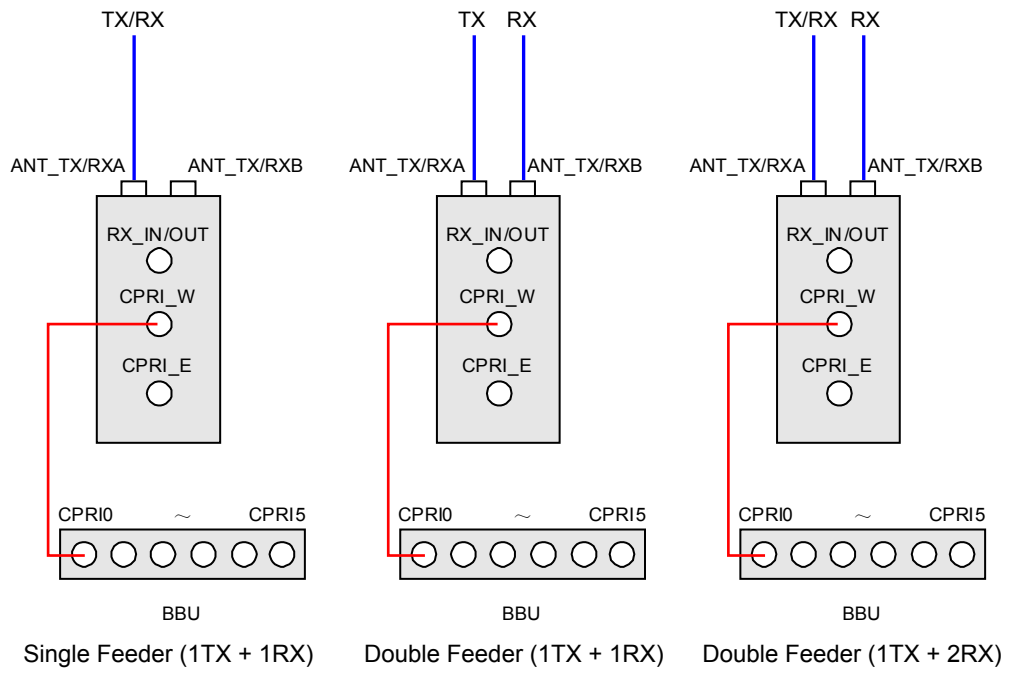 TX/RX TX RX TX/RX RX
ANT_TX/RXA ANT_TX/RXB ANT_TX/RXA ANT_TX/RXB ANT_TX/RXA ANT_TX/RXB
RX_IN/OUT RX_IN/OUT RX_IN/OUT
CPRI_W CPRI_W CPRI_W
CPRI_E CPRI_E CPRI_E
CPRI0 ~ CPRI5 CPRI0 ~ CPRI5 CPRI0 ~ CPRI5
BBU BBU BBU
Single Feeder (1TX + 1RX) Double Feeder (1TX + 1RX) Double Feeder (1TX + 2RX)